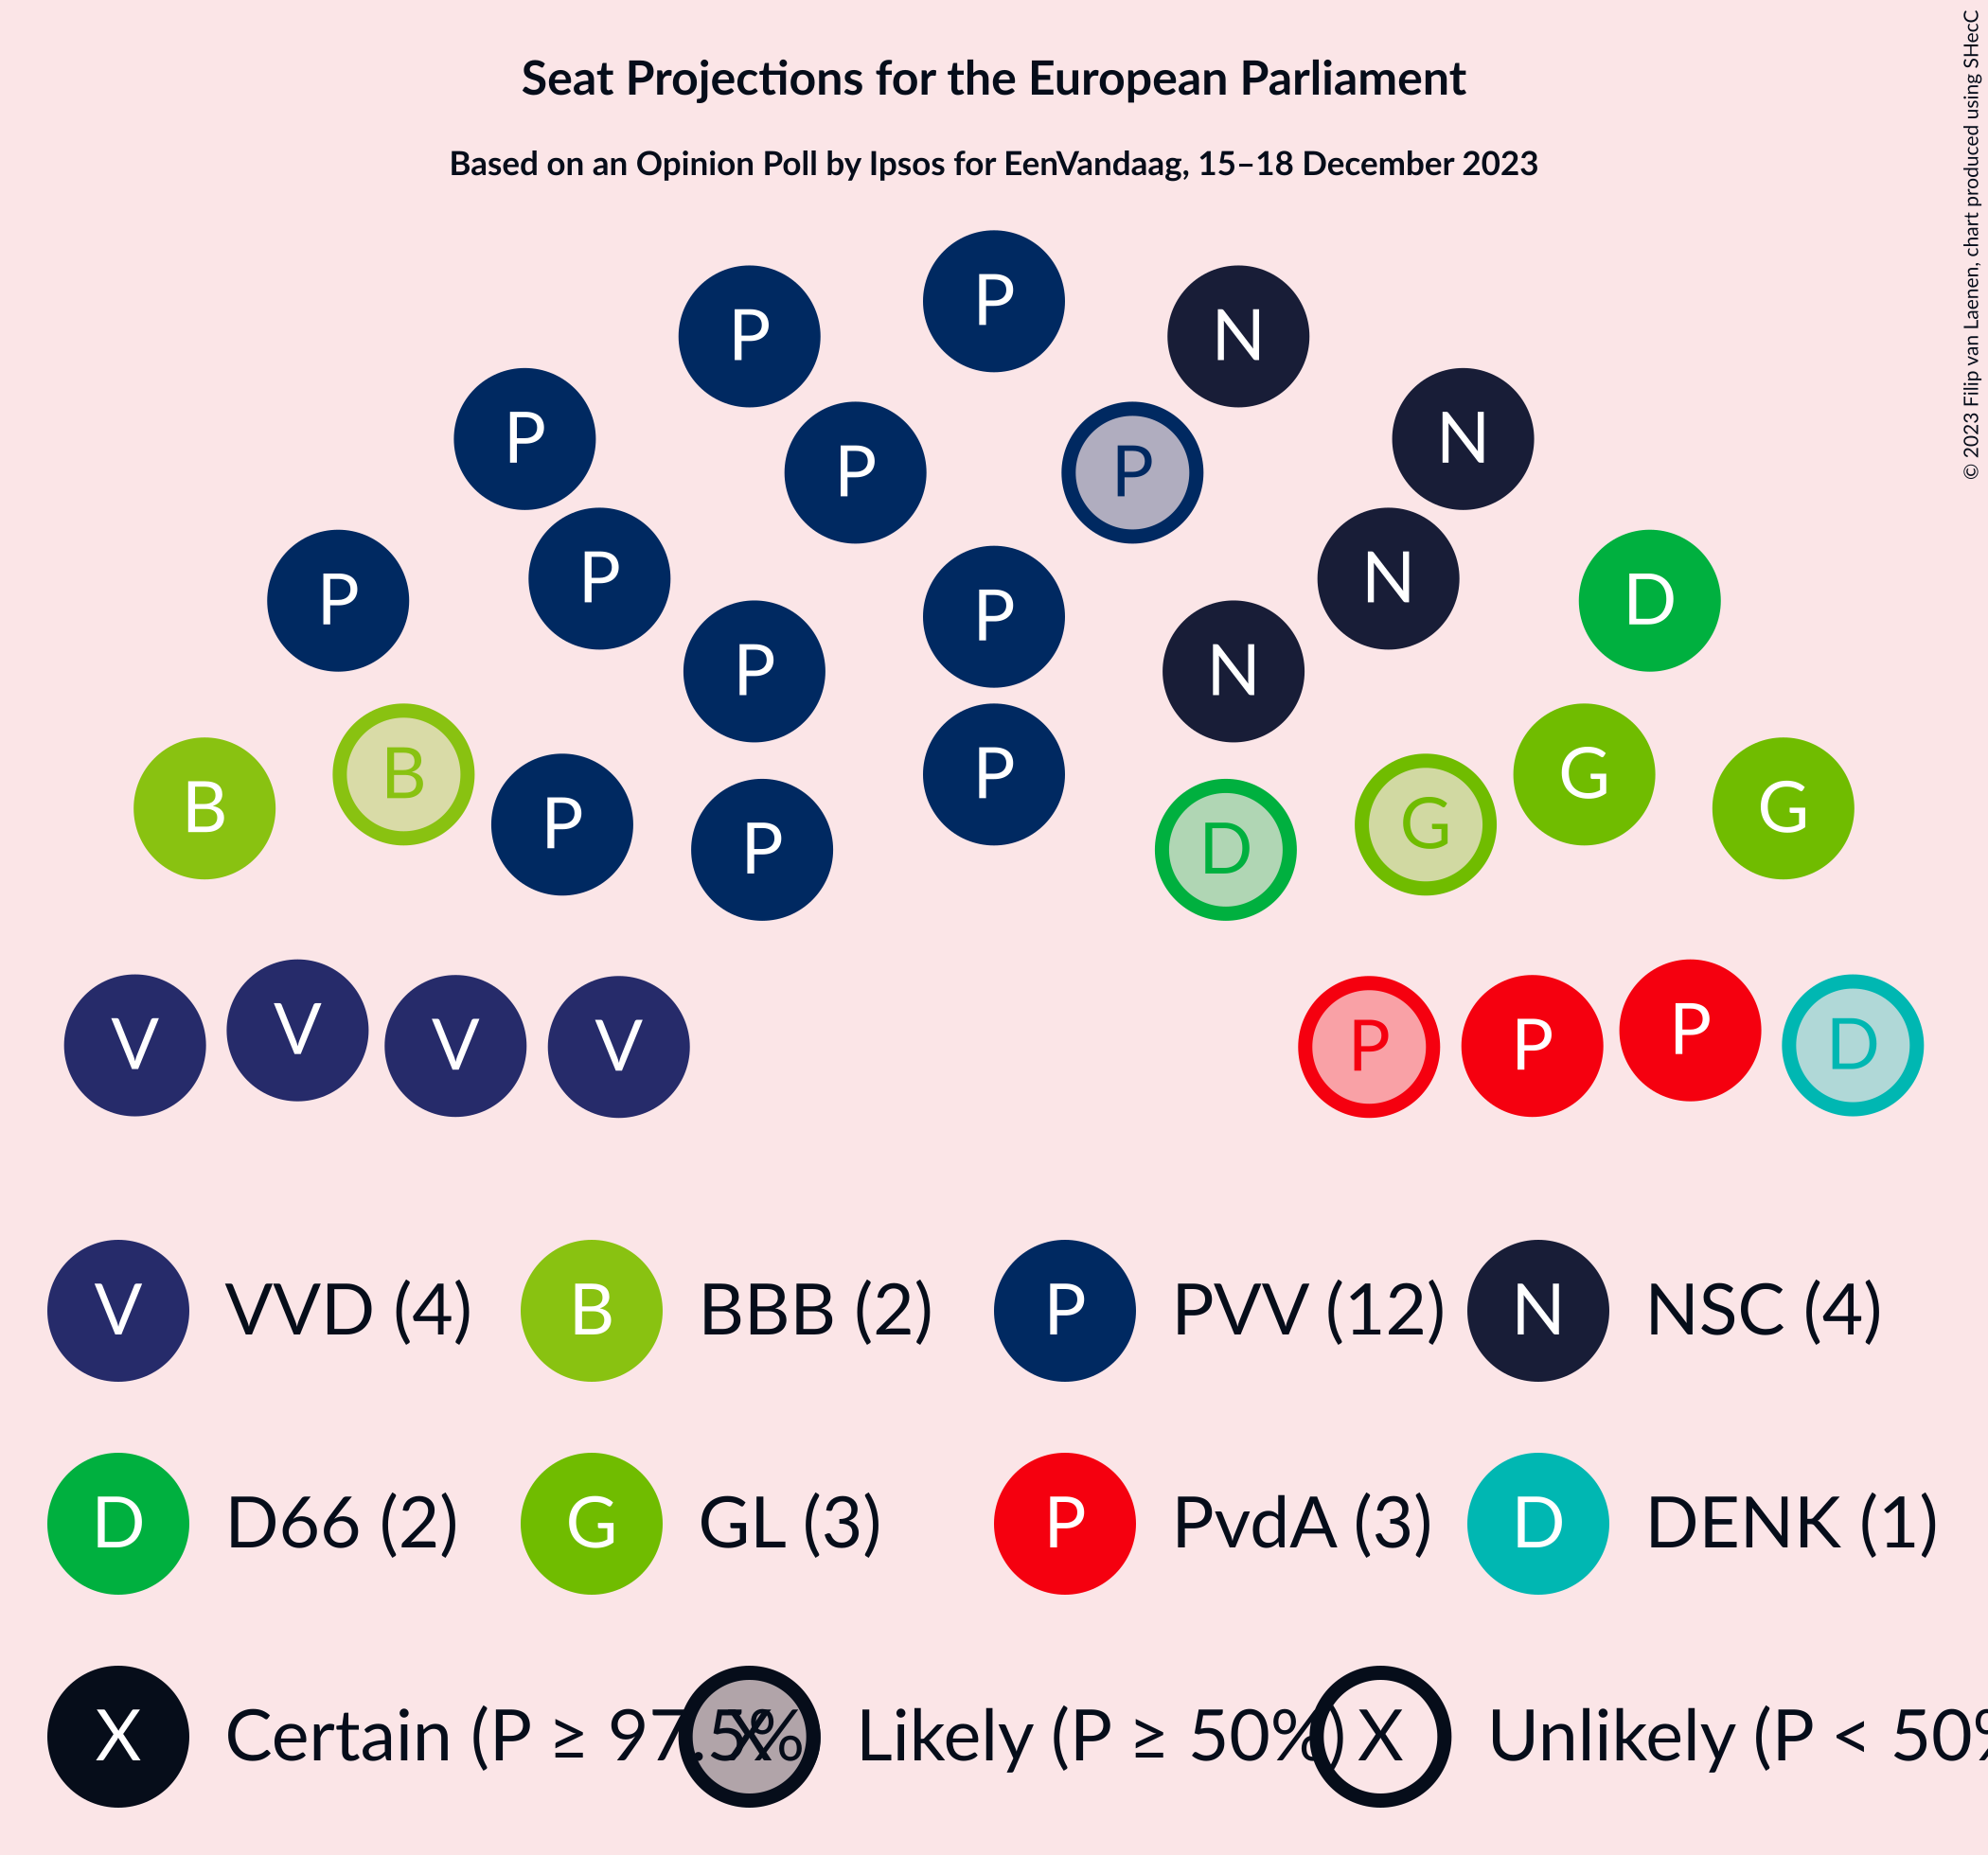 Seat Projections for the European Parliament
Based on an Opinion Poll by Ipsos for EenVandaag, 15–18 December 2023
© 2023 Filip van Laenen, chart produced using SHecC
P
P N
P N
P P
P D
P N
P
P N
B G
B G
P G
P
P D
V V V V P P P D
V VVD (4) B BBB (2) P PVV (12) N NSC (4)
D D66 (2) G GL (3) P PvdA (3) D DENK (1)
X Certain (P ≥ 97.5% X Likely (P ≥ 50%) X Unlikely (P < 50%